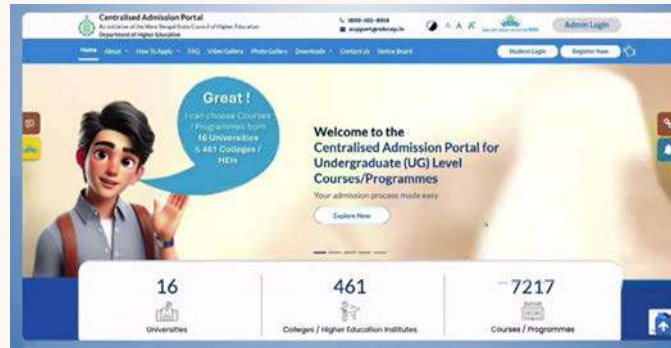 Centralised Admission Portal
An initiative of the West Bengal State Council of Higher Education
Department of Higher Education
1800-102-8014
support@wbcap.in
A A A
Admin Login
Home About How To Apply FAQ Video Gallery Photo Gallery Downloads Contact Us Notice Board
Student Login
Register Now
Great !
I can choose Courses
/ Programmes from
16 Universities
& 461 Colleges /
HEIs
Welcome to the
Centralised Admission Portal for
Undergraduate (UG) Level
Courses/Programmes
Your admission process made easy
Explore Now
16
Universities
461
Colleges / Higher Education Institutes
7217
Courses / Programmes